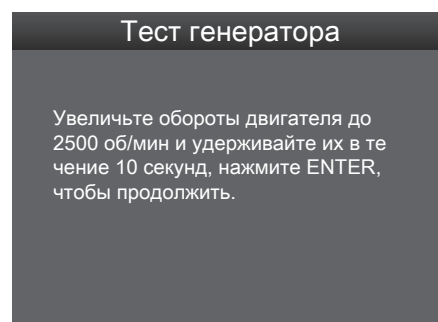 Тест генератора
Увеличьте обороты двигателя до
2500 об/мин и удерживайте их в те
чение 10 секунд, нажмите ENTER,
чтобы продолжить.